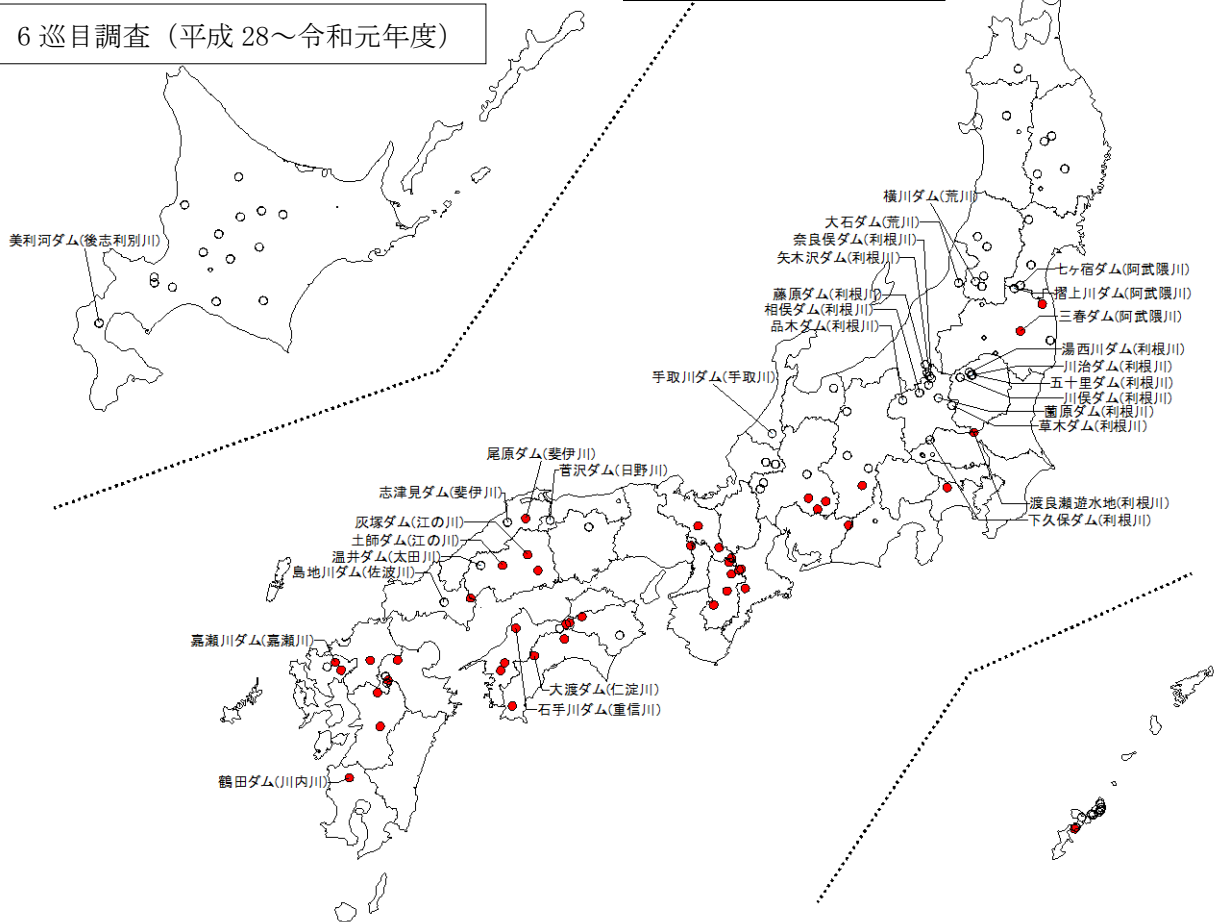 6 巡目調査（平成 28～令和元年度）
美利河ダム(後志利別川)
横川ダム(荒川)
大石ダム(荒川)
奈良俣ダム(利根川)
矢木沢ダム(利根川)
藤原ダム(利根川)
相俣ダム(利根川)
品木ダム(利根川)
七ヶ宿ダム(阿武隈川)
摺上川ダム(阿武隈川)
三春ダム(阿武隈川)
湯西川ダム(利根川)
川治ダム(利根川)
五十里ダム(利根川)
川俣ダム(利根川)
薗原ダム(利根川)
草木ダム(利根川)
渡良瀬遊水地(利根川)
下久保ダム(利根川)
手取川ダム(手取川)
尾原ダム(斐伊川)
菅沢ダム(日野川)
志津見ダム(斐伊川)
灰塚ダム(江の川)
土師ダム(江の川)
温井ダム(太田川)
島地川ダム(佐波川)
嘉瀬川ダム(嘉瀬川)
大渡ダム(仁淀川)
石手川ダム(重信川)
鶴田ダム(川内川)